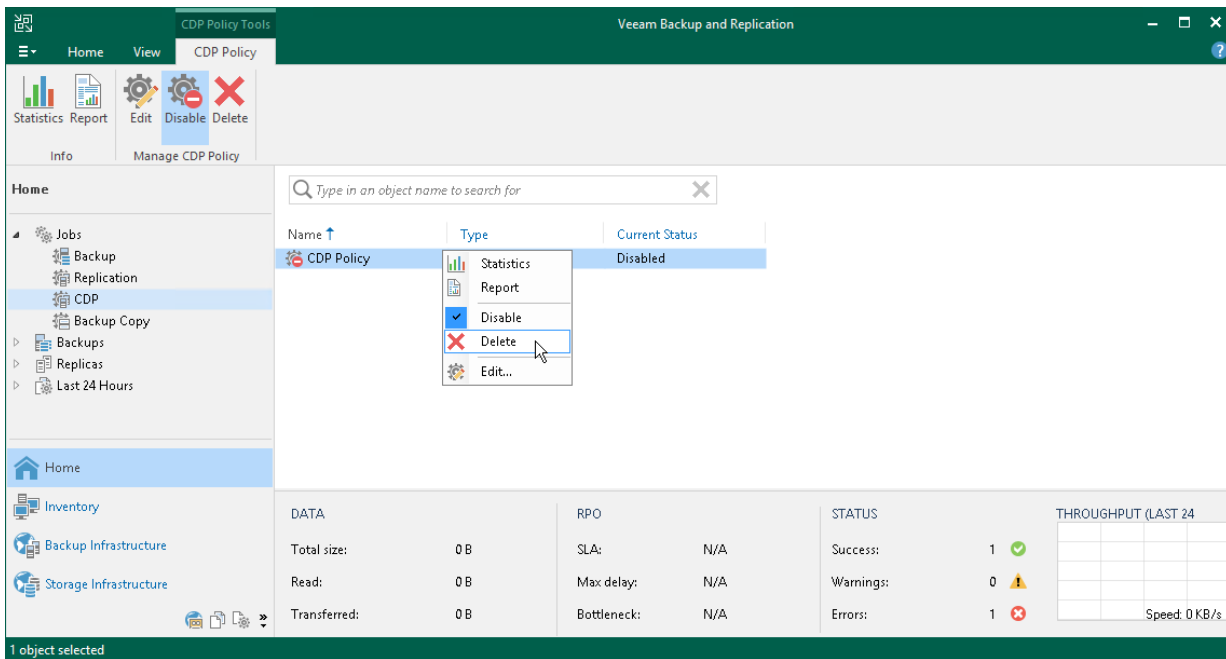 CDP Policy Tools
Veeam Backup and Replication
Home View CDP Policy
Statistics Report Edit Disable Delete
Info Manage CDP Policy
Home
Type in an object name to search for
Jobs
Backup
Replication
CDP
Backup Copy
Backups
Replicas
Last 24 Hours
Name Type Current Status
CDP Policy Disabled
Statistics
Report
Disable
Delete
Edit...
Home
Inventory
Backup Infrastructure
Storage Infrastructure
DATA RPO STATUS THROUGHPUT (LAST 24
Total size: 0 B SLA: N/A Success: 1
Read: 0 B Max delay: N/A Warnings: 0
Transferred: 0 B Bottleneck: N/A Errors: 1 Speed: 0 KB/s
1 object selected